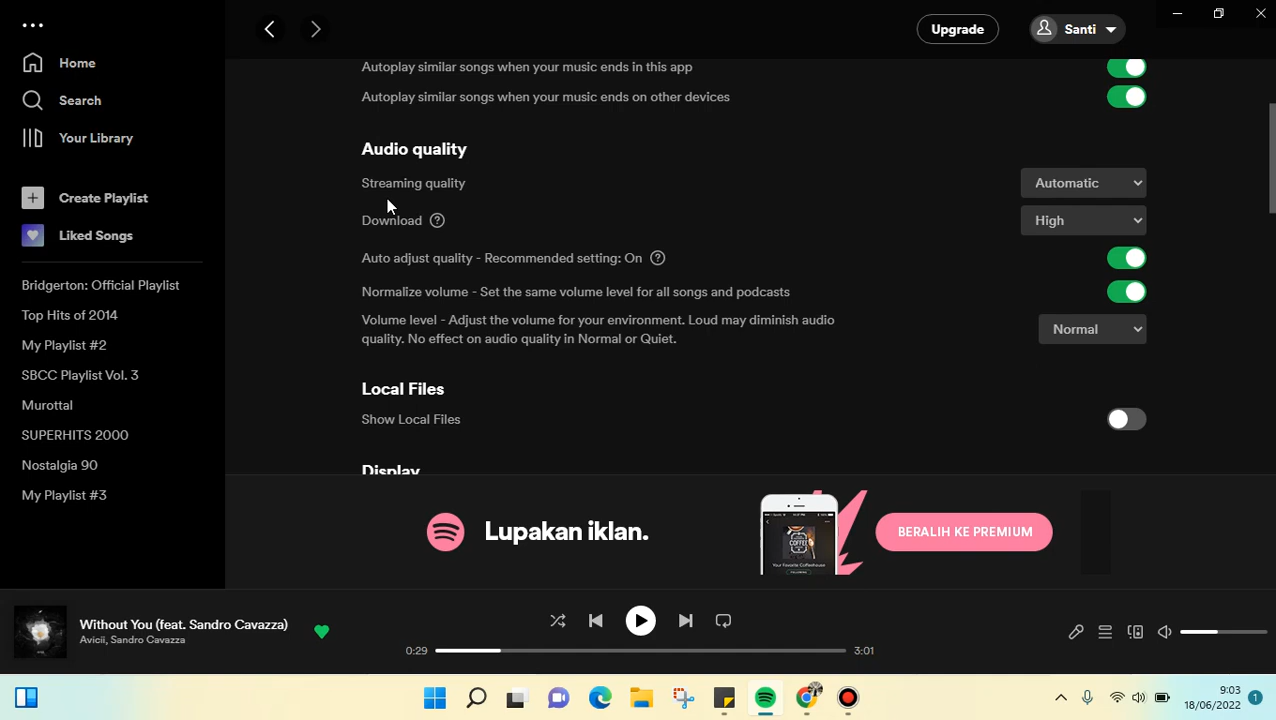 Home
Search
Your Library
Create Playlist
Liked Songs
Bridgerton: Official Playlist
Top Hits of 2014
My Playlist #2
SBCC Playlist Vol. 3
Murottal
SUPERHITS 2000
Nostalgia 90
My Playlist #3
Upgrade
Santi
Autoplay similar songs when your music ends in this app
Autoplay similar songs when your music ends on other devices
Audio quality
Streaming quality
Automatic
Download
High
Auto adjust quality - Recommended setting: On
Normalize volume - Set the same volume level for all songs and podcasts
Volume level - Adjust the volume for your environment. Loud may diminish audio
quality. No effect on audio quality in Normal or Quiet.
Normal
Local Files
Show Local Files
Display
Lupakan iklan.
COFFEE
Your Favorite Coffeehouse
BERALIH KE PREMIUM
Without You (feat. Sandro Cavazza)
Avicii, Sandro Cavazza
0:29
3:01
9:03
18/06/2022
1